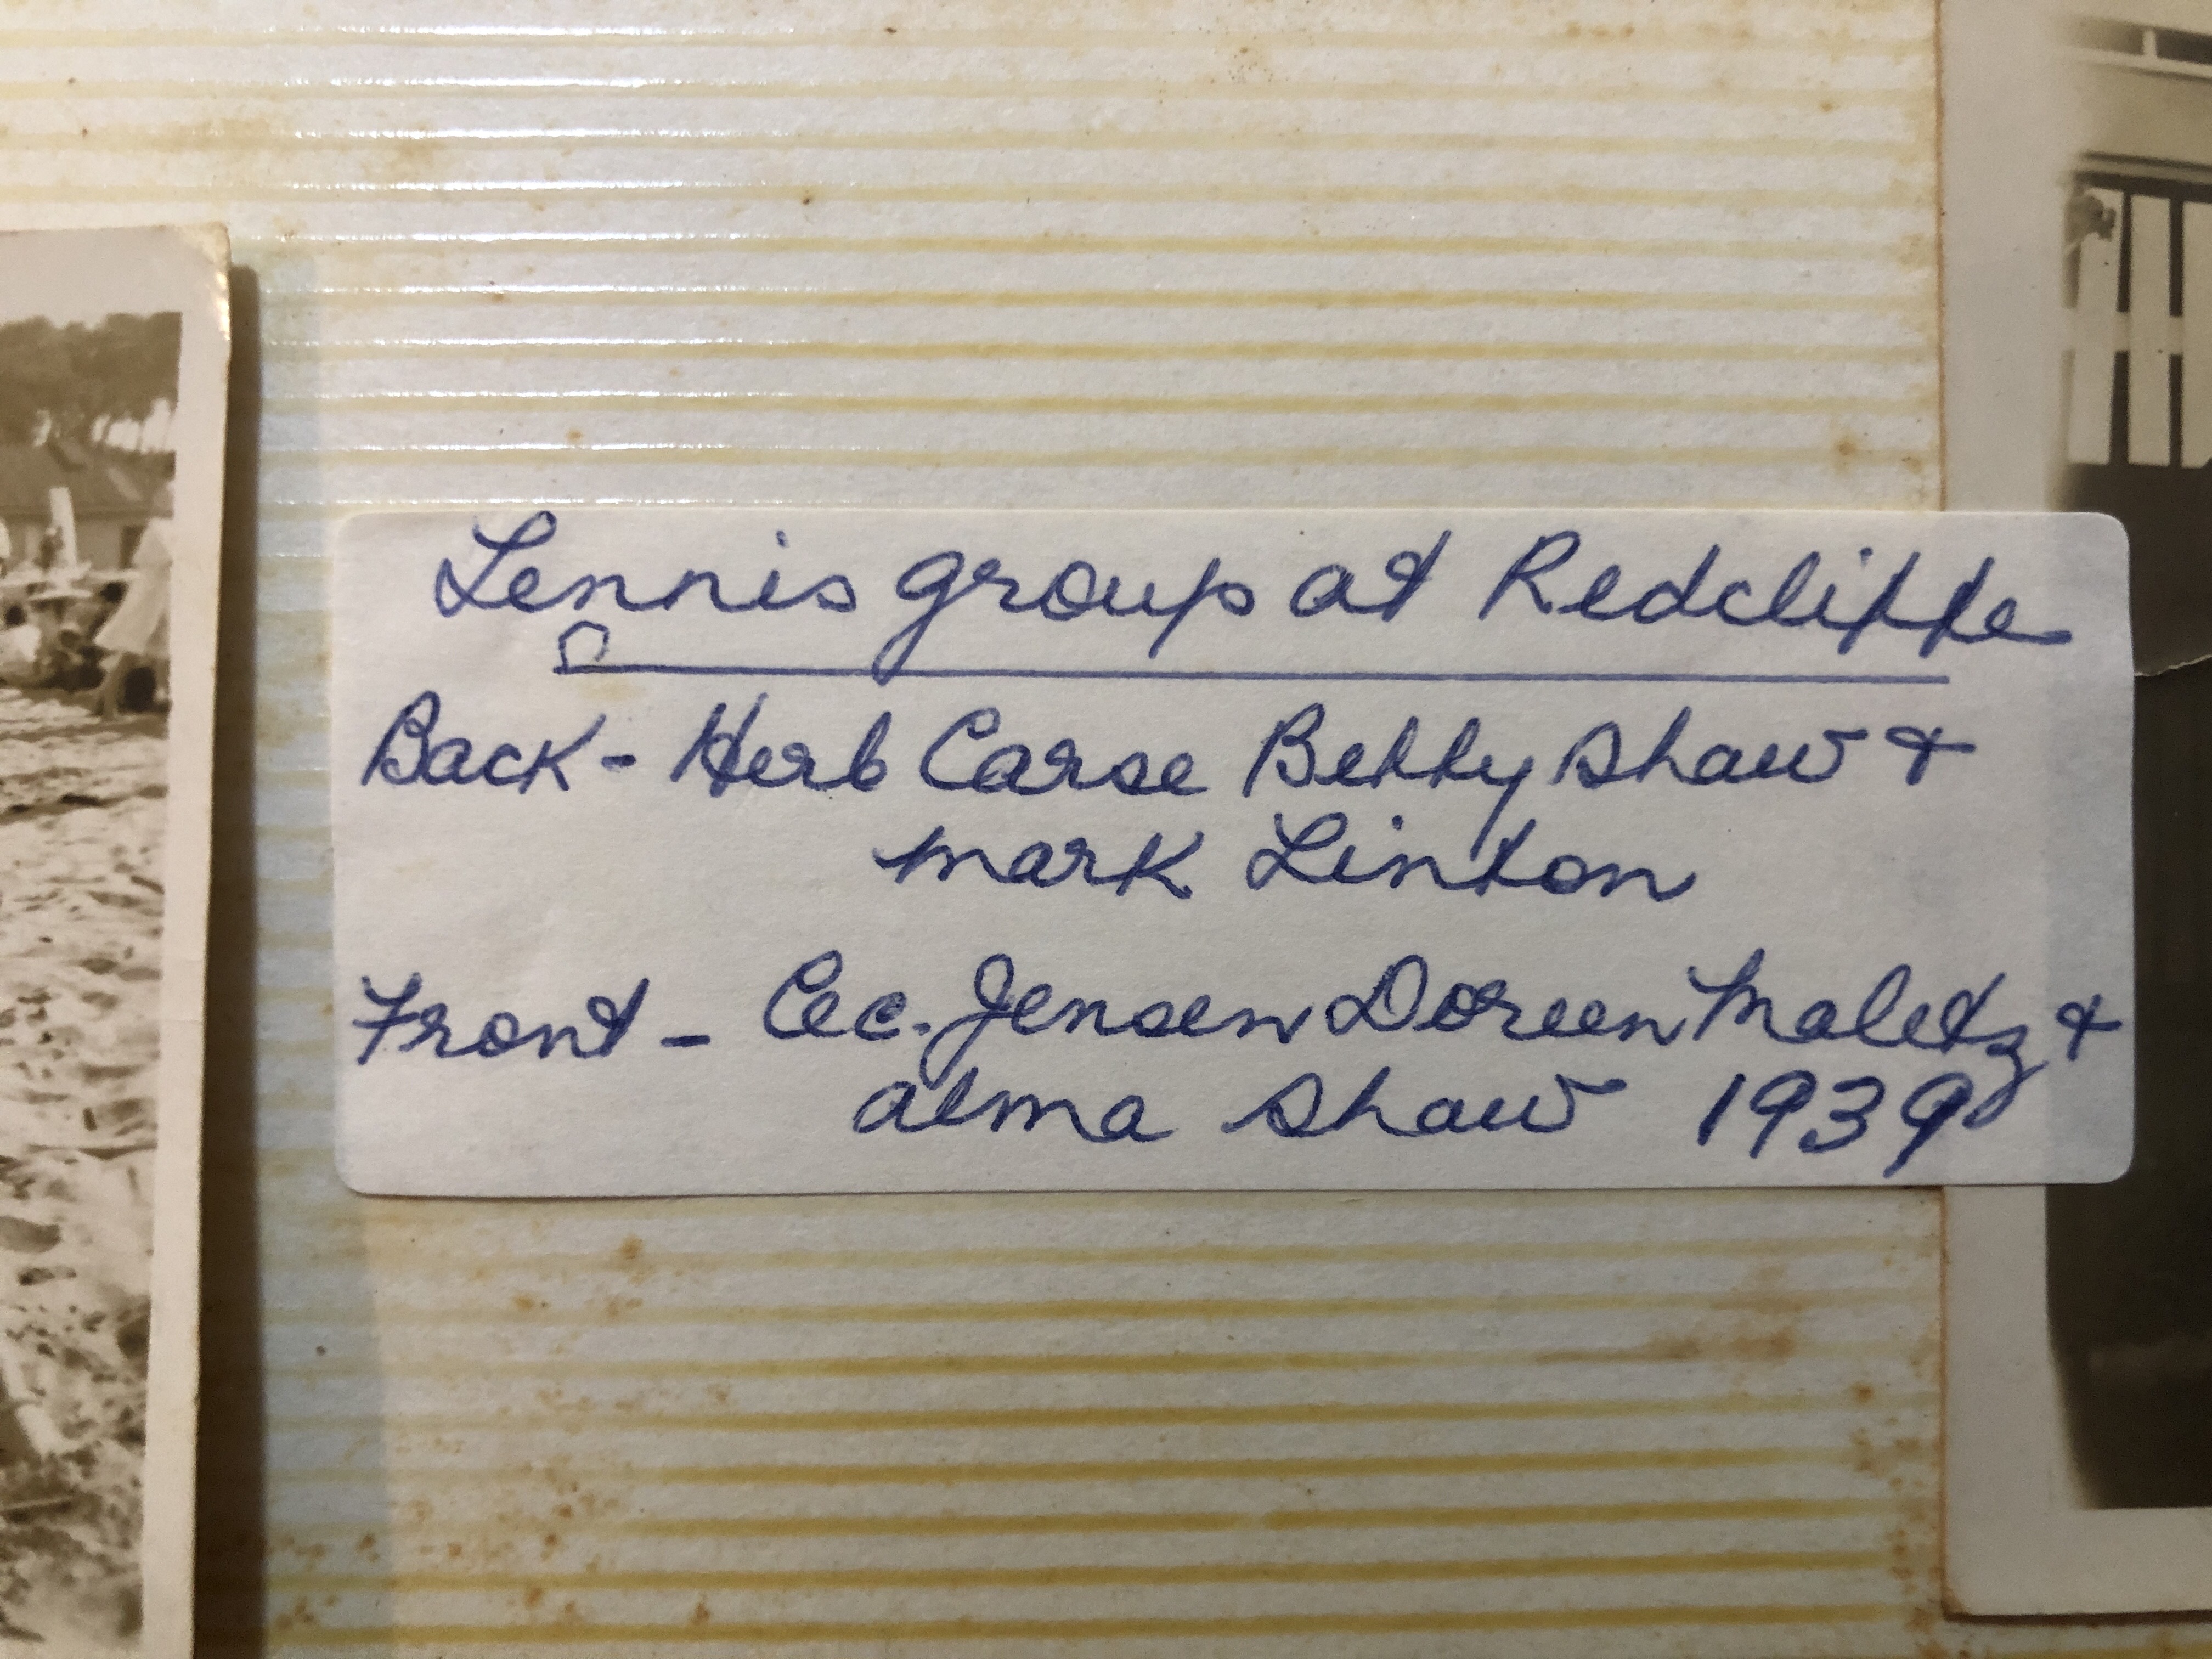 Tennis group at Redcliffe
Back - Herb Carse Betty Shaw &
Mark Linton
Front - Cec. Jensen Doreen Maletz &
Alma Shaw 1939